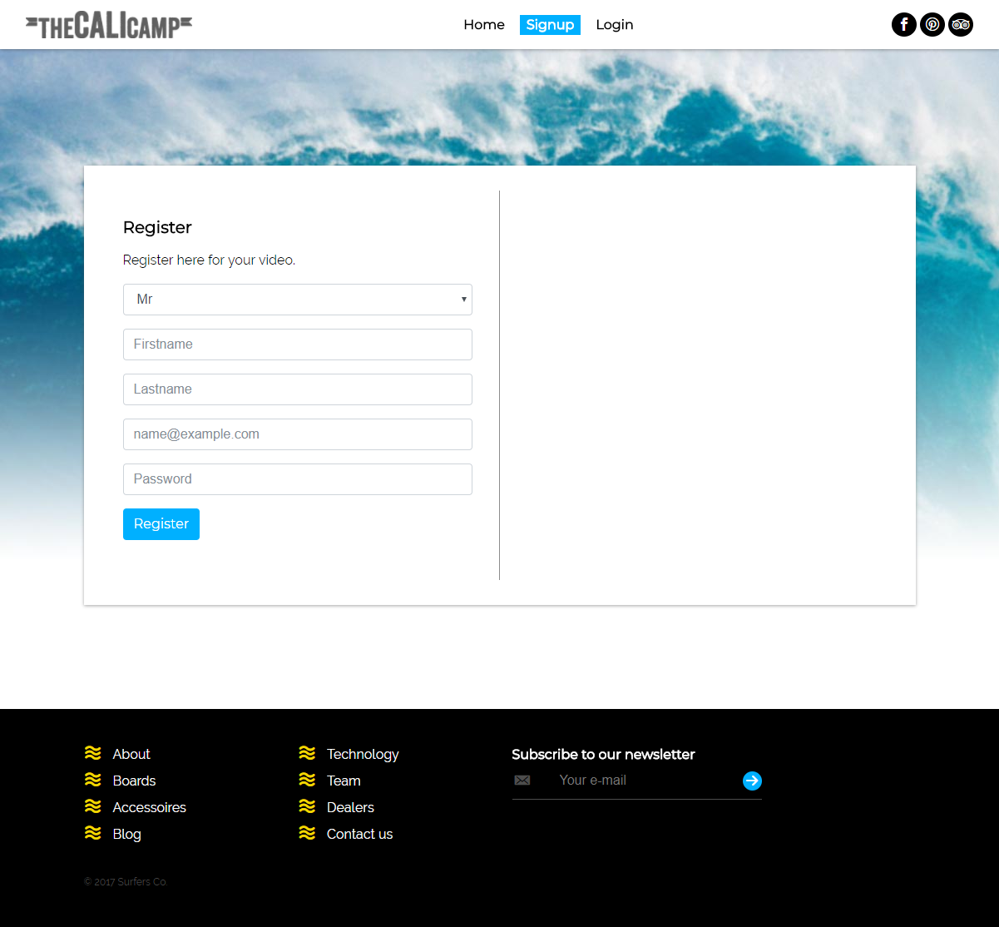 THECALICAMP
Home Signup Login
Register
Register here for your video.
Mr
Firstname
Lastname
name@example.com
Password
Register
About
Boards
Accessoires
Blog
Technology
Team
Dealers
Contact us
Subscribe to our newsletter
Your e-mail
© 2017 Surfers Co.